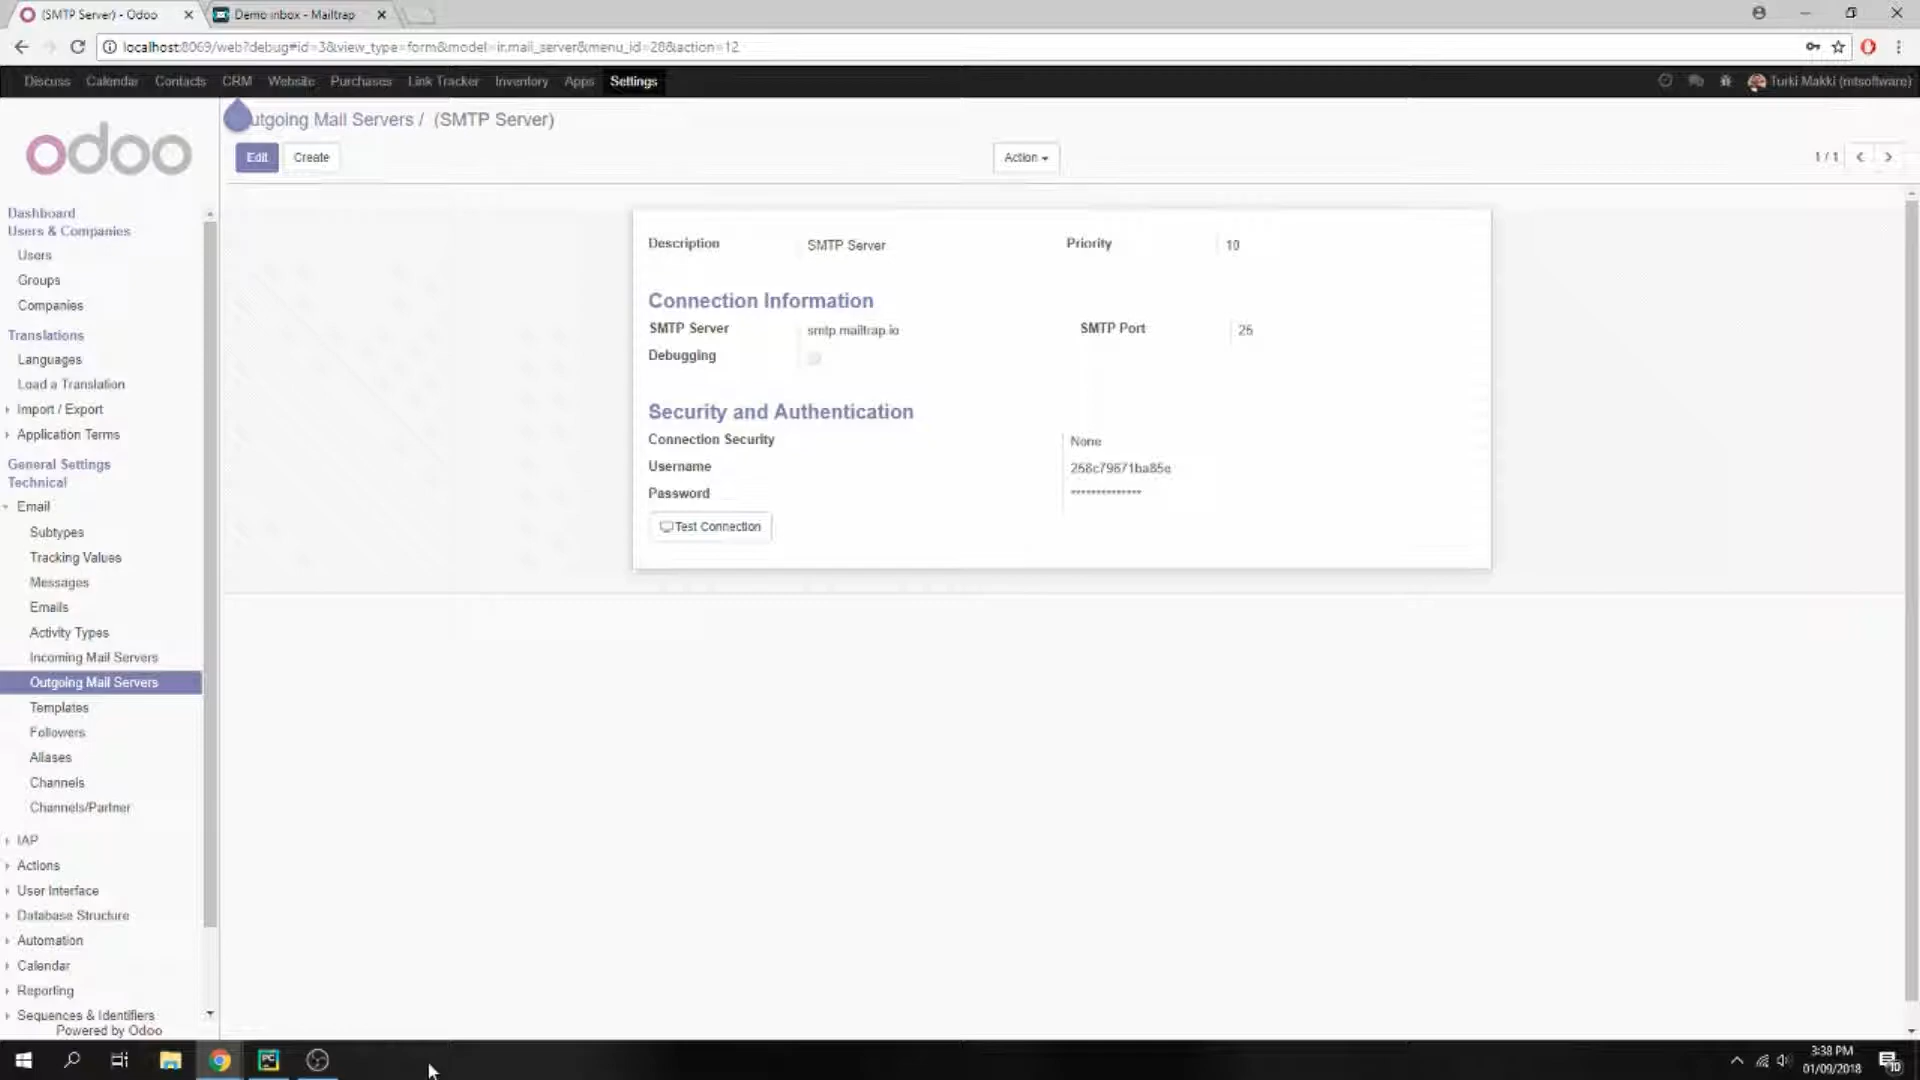 (SMTP Server) - Odoo
Demo inbox - Mailtrap
localhost:8069/web?debug#id=3&view_type=form&model=ir.mail_server&menu_id=28&action=12
Discuss Calendar Contacts CRM Website Purchases Link Tracker Inventory Apps Settings
Turki Makki (mtsoftware)
utgoing Mail Servers / (SMTP Server)
odoo
Edit Create Action 1 / 1
Dashboard
Users & Companies
Users
Groups
Companies
Translations
Languages
Load a Translation
Import / Export
Application Terms
General Settings
Technical
Email
Subtypes
Tracking Values
Messages
Emails
Activity Types
Incoming Mail Servers
Outgoing Mail Servers
Templates
Followers
Aliases
Channels
Channels/Partner
IAP
Actions
User Interface
Database Structure
Automation
Calendar
Reporting
Sequences & Identifiers
Powered by Odoo
Description SMTP Server Priority 10
Connection Information
SMTP Server smtp.mailtrap.io SMTP Port 25
Debugging
Security and Authentication
Connection Security None
Username
Password **************
Test Connection
PC
3:38 PM
01/09/2018
10